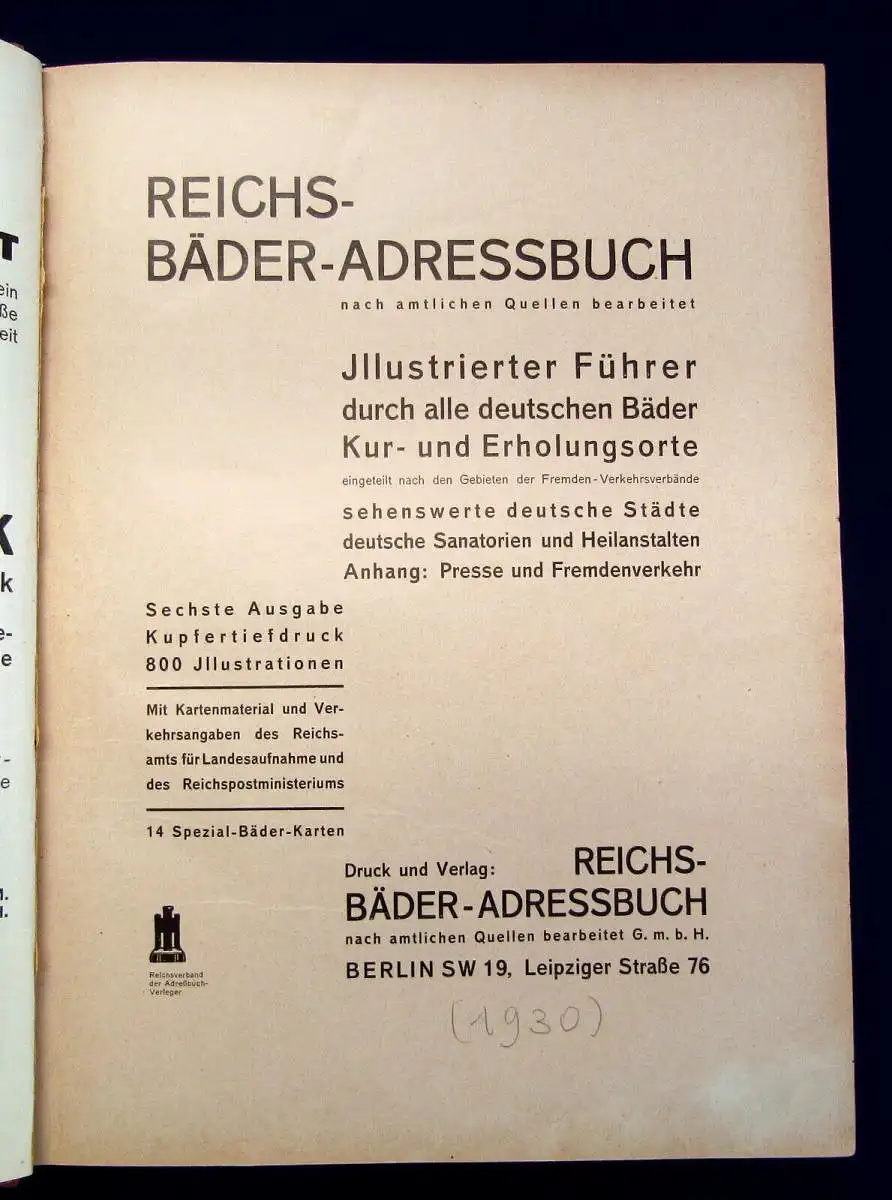 T
ein
ße
eit
K
k
e-
e
r-
e
REICHS-
BÄDER-ADRESSBUCH
nach amtlichen Quellen bearbeitet
Jllustrierter Führer
durch alle deutschen Bäder
Kur- und Erholungsorte
eingeteilt nach den Gebieten der Fremden-Verkehrsverbände
sehenswerte deutsche Städte
deutsche Sanatorien und Heilanstalten
Anhang: Presse und Fremdenverkehr
Sechste Ausgabe
Kupfertiefdruck
800 Jllustrationen
Mit Kartenmaterial und Ver-
kehrsangaben des Reichs-
amts für Landesaufnahme und
des Reichspostministeriums
14 Spezial-Bäder-Karten
Reichsverband
der Adreßbuch-
Verleger
Druck und Verlag: REICHS-
BÄDER-ADRESSBUCH
nach amtlichen Quellen bearbeitet G. m. b. H.
BERLIN SW 19, Leipziger Straße 76
(1930)